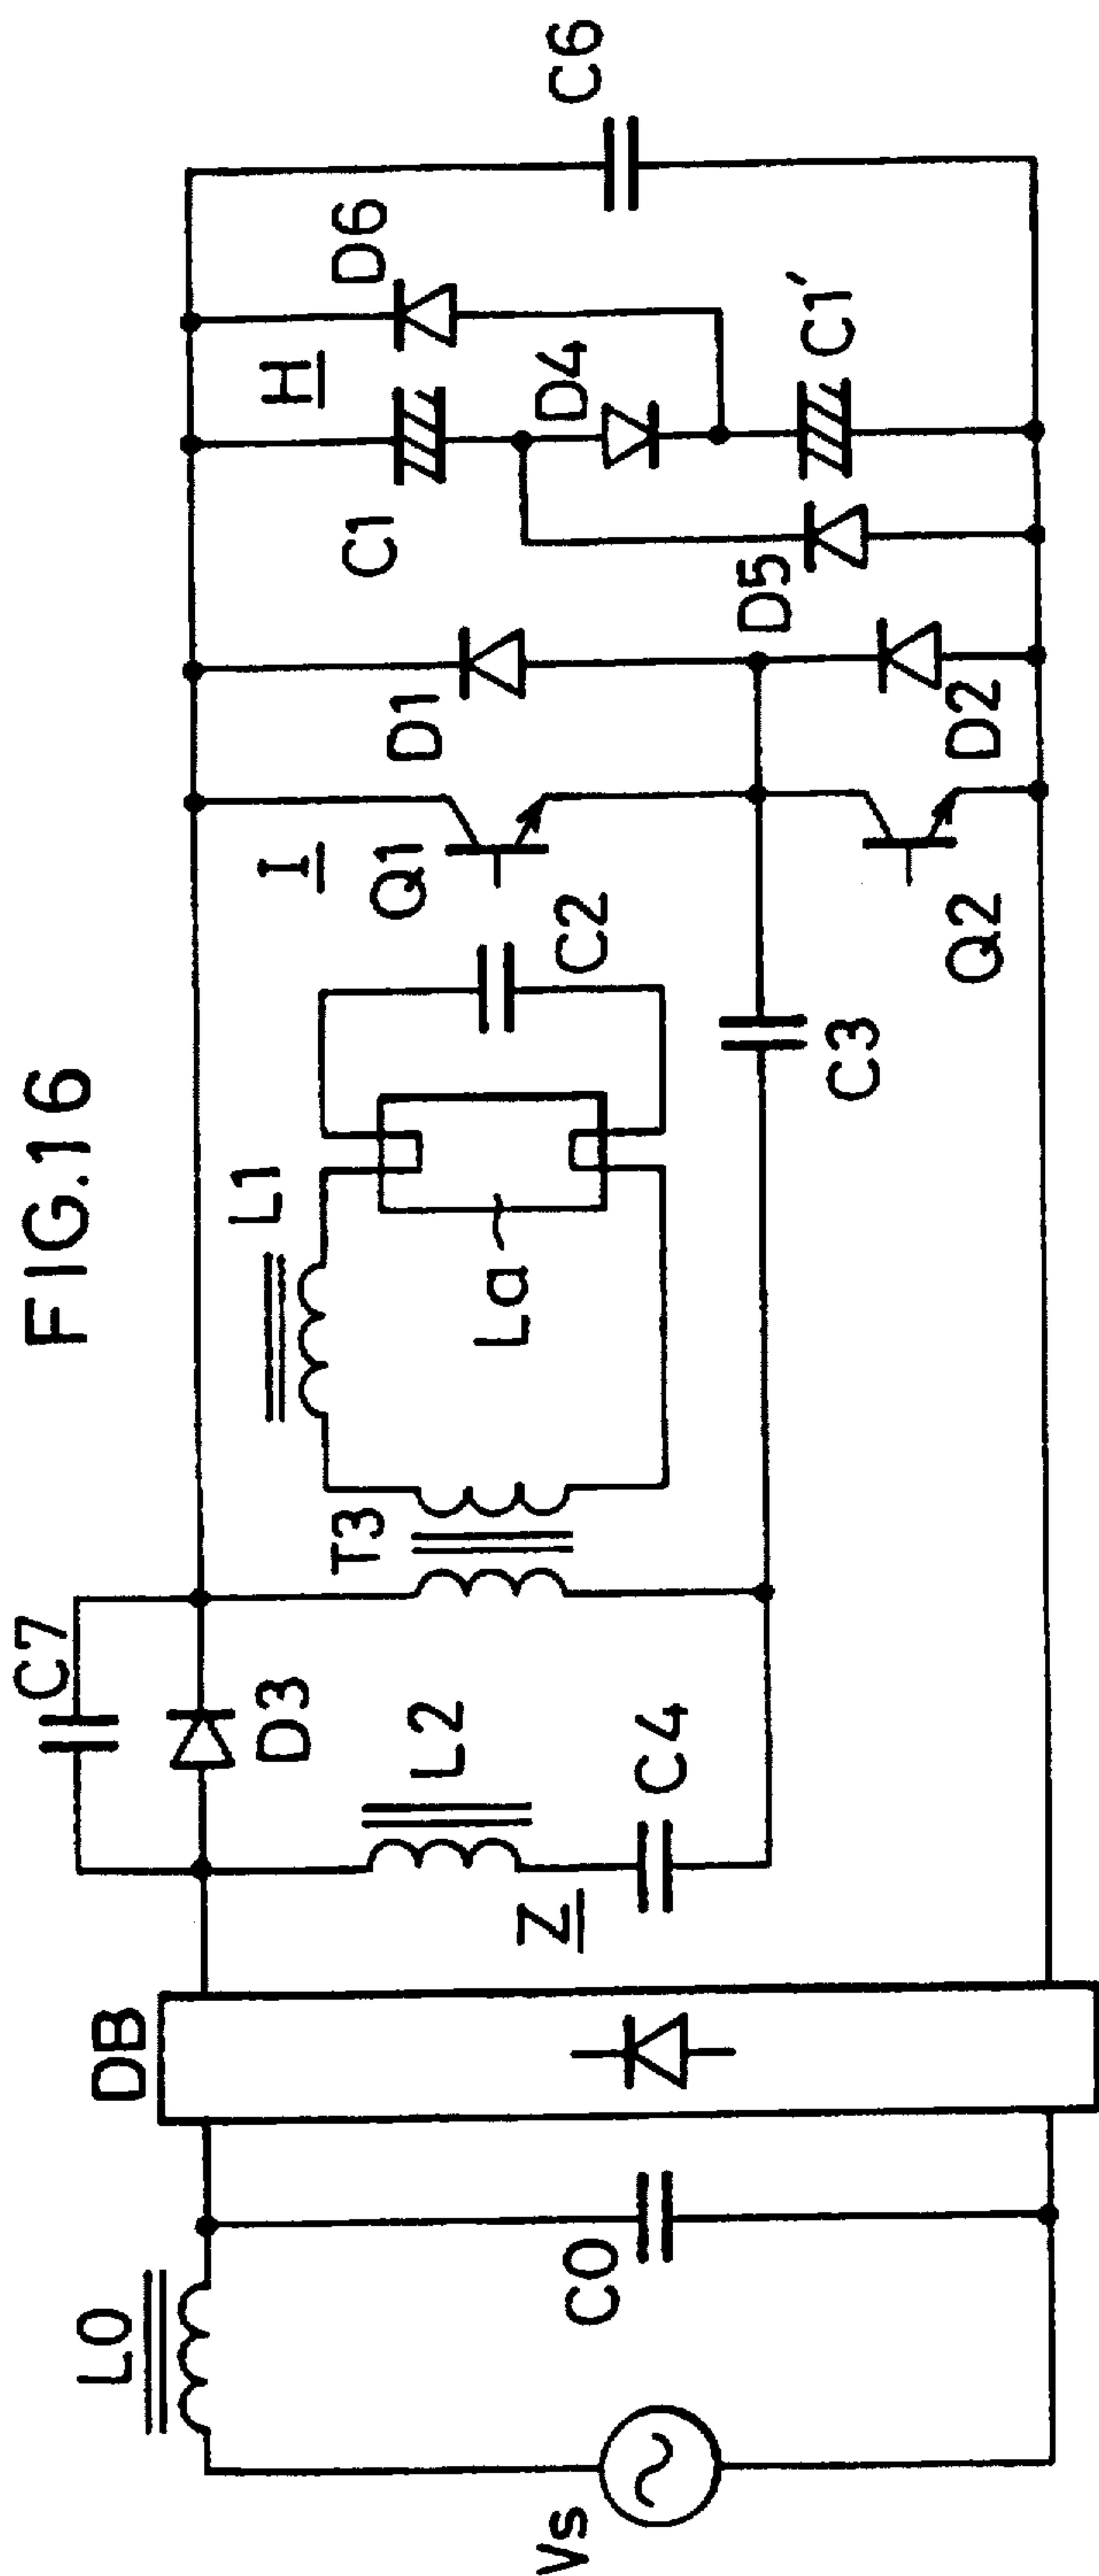 FIG.16
C7
D3
L0
DB
L2
Z
C4
C0
Vs
T3
L1
La
C2
C3
I
Q1
Q2
D1
D2
H
C1
D4
D5
D6
C1′
C6